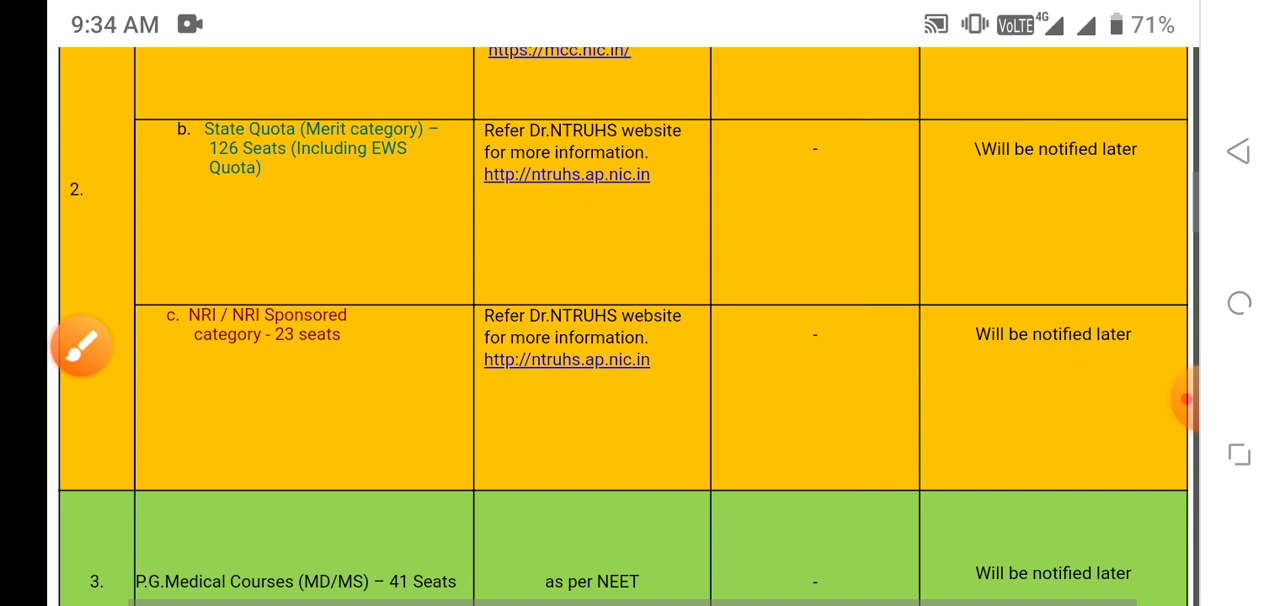 9:34 AM
VoLTE 4G 71%
https://mcc.nic.in/
2.
b. State Quota (Merit category) –
126 Seats (Including EWS
Quota)
Refer Dr.NTRUHS website
for more information.
http://ntruhs.ap.nic.in
-
\Will be notified later
c. NRI / NRI Sponsored
category - 23 seats
Refer Dr.NTRUHS website
for more information.
http://ntruhs.ap.nic.in
-
Will be notified later
3.
P.G.Medical Courses (MD/MS) – 41 Seats
as per NEET
-
Will be notified later